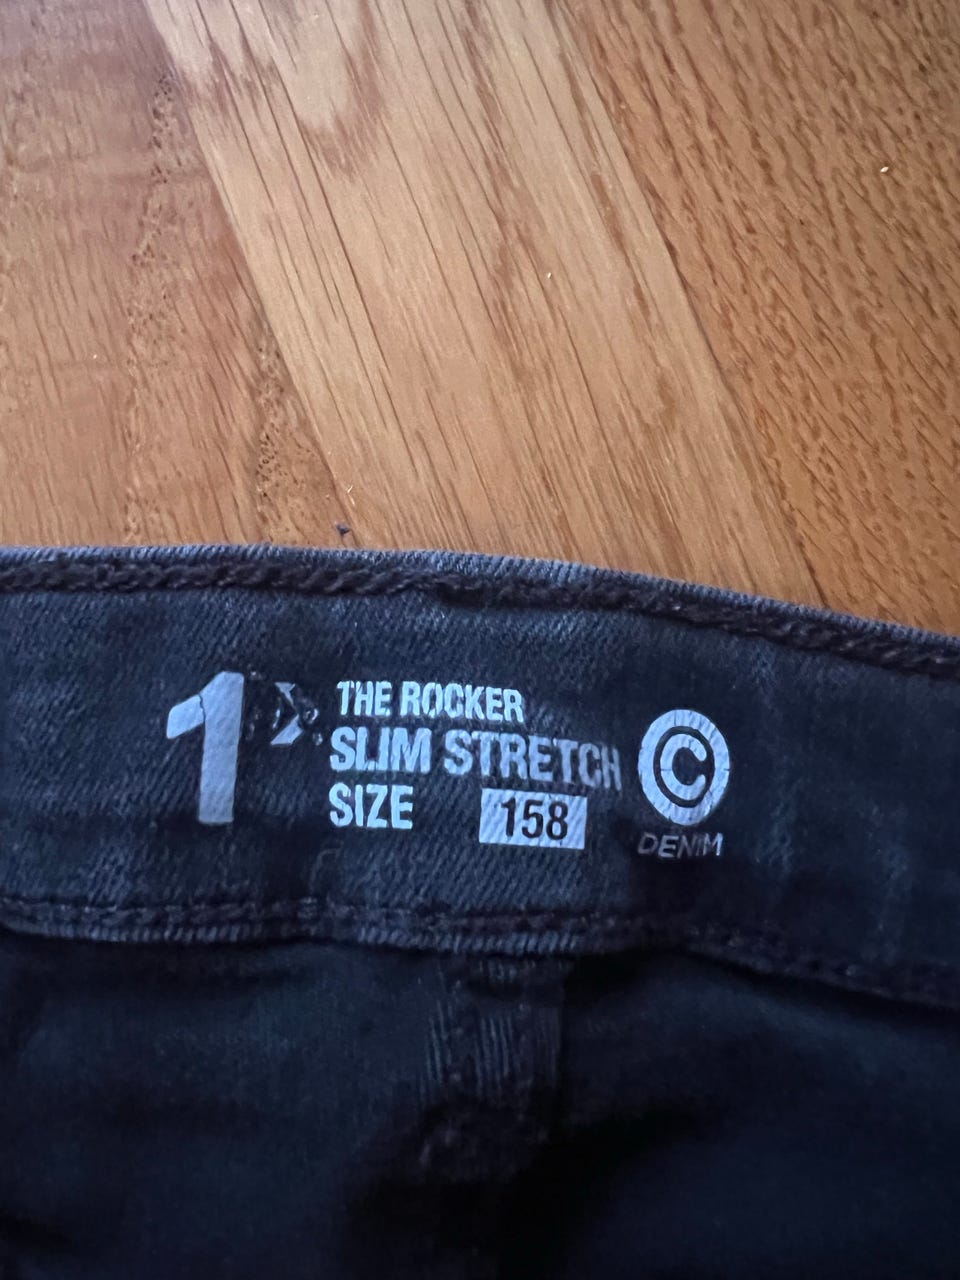 1
THE ROCKER
SLIM STRETCH
SIZE 158
C
DENIM